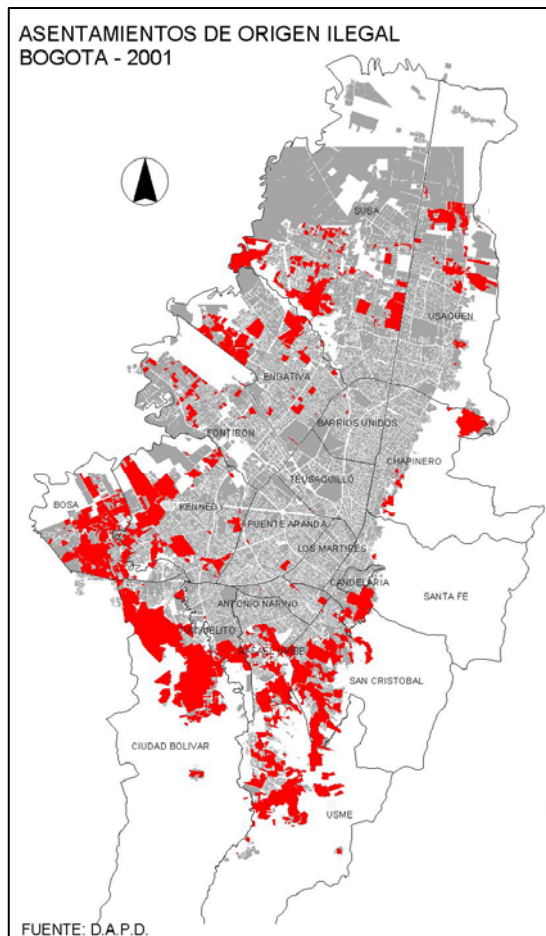 ASENTAMIENTOS DE ORIGEN ILEGAL
BOGOTA - 2001
SUBA
USAQUEN
ENGATIVA
BARRIOS UNIDOS
FONTIBON
CHAPINERO
TEUSAQUILLO
BOSA
KENNEDY
PUENTE ARANDA
LOS MARTIRES
CANDELARIA
SANTA FE
ANTONIO NARIÑO
SAN CRISTOBAL
CIUDAD BOLIVAR
USME
FUENTE: D.A.P.D.